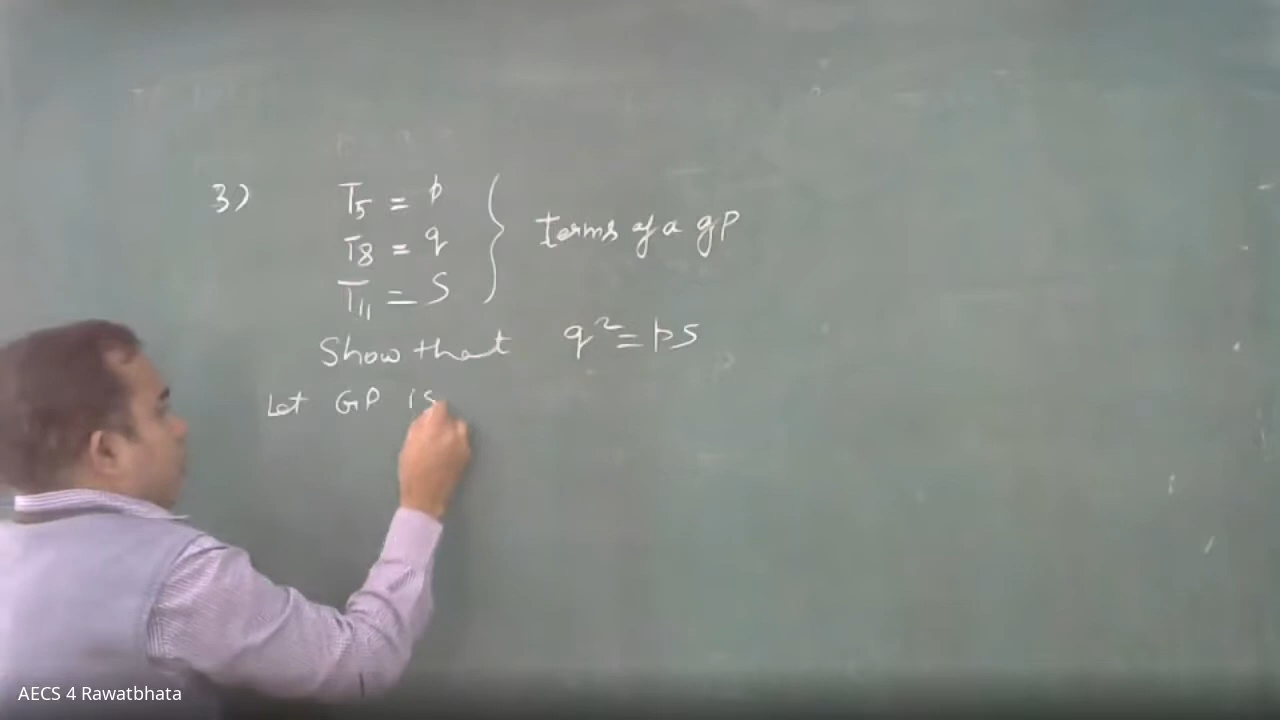 3) T5 = p
T8 = q
T11 = S
} terms of a GP
Show that q² = ps
Let GP is
AECS 4 Rawatbhata